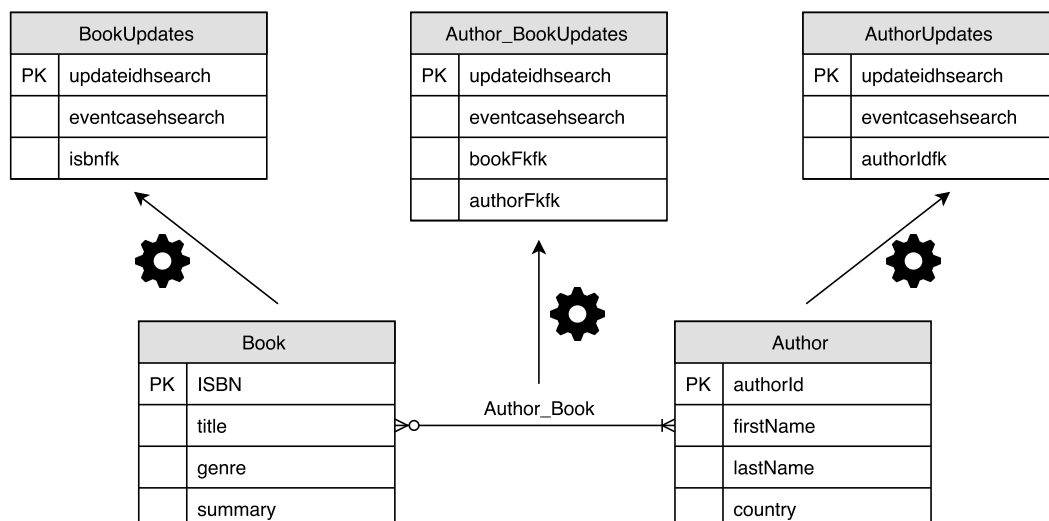 BookUpdates
PK updateidhsearch
eventcasehsearch
isbnfk
Author_BookUpdates
PK updateidhsearch
eventcasehsearch
bookFkfk
authorFkfk
AuthorUpdates
PK updateidhsearch
eventcasehsearch
authorIdfk
Book
PK ISBN
title
genre
summary
Author_Book
Author
PK authorId
firstName
lastName
country